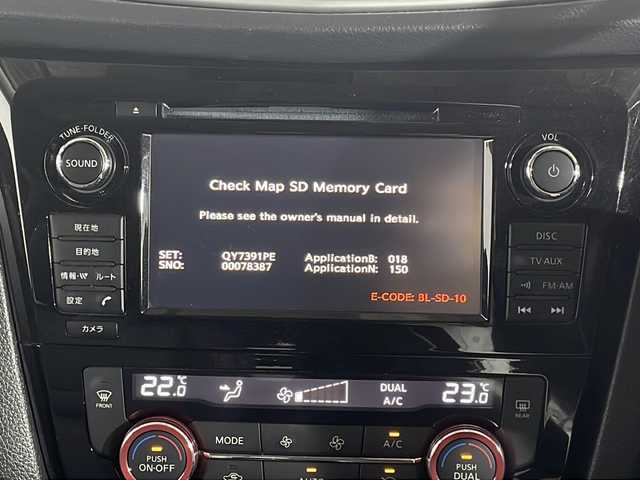 TUNE·FOLDER
SOUND
VOL
Check Map SD Memory Card
Please see the owner's manual in detail.
SET: QY7391PE ApplicationB: 018
SNO: 00078387 ApplicationN: 150
E-CODE: BL-SD-10
現在地
目的地
情報・ ルート
設定
カメラ
DISC
TV AUX
FM·AM
FRONT
22.0°C
DUAL
A/C
23.0°C
REAR
PUSH
ON·OFF
MODE
A/C
PUSH
DUAL
AUTO